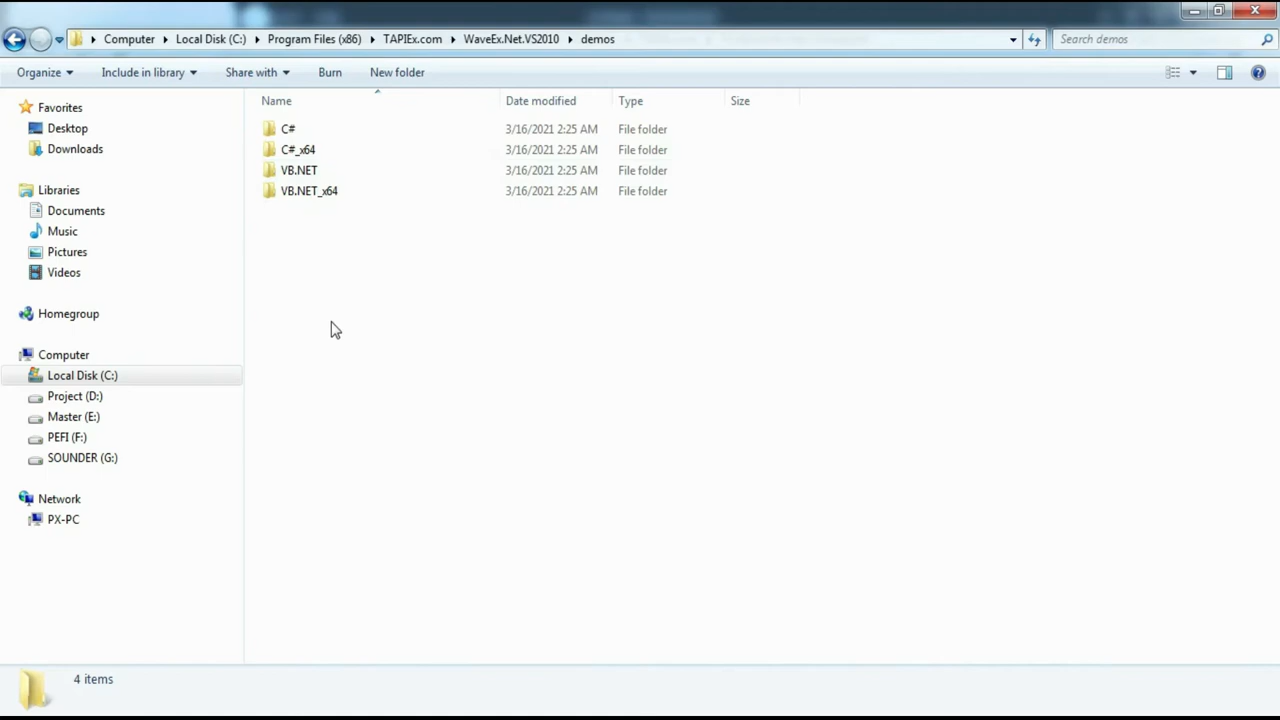 Computer Local Disk (C:) Program Files (x86) TAPIEx.com WaveEx.Net.VS2010 demos
Search demos
Organize Include in library Share with Burn New folder
Favorites
Desktop
Downloads
Libraries
Documents
Music
Pictures
Videos
Homegroup
Computer
Local Disk (C:)
Project (D:)
Master (E:)
PEFI (F:)
SOUNDER (G:)
Network
PX-PC
Name Date modified Type Size
C# 3/16/2021 2:25 AM File folder
C#_x64 3/16/2021 2:25 AM File folder
VB.NET 3/16/2021 2:25 AM File folder
VB.NET_x64 3/16/2021 2:25 AM File folder
4 items